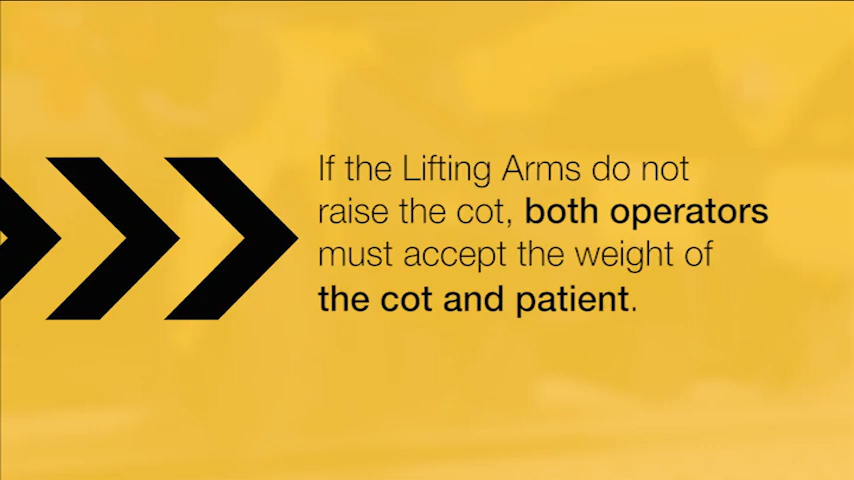 If the Lifting Arms do not
raise the cot, both operators
must accept the weight of
the cot and patient.